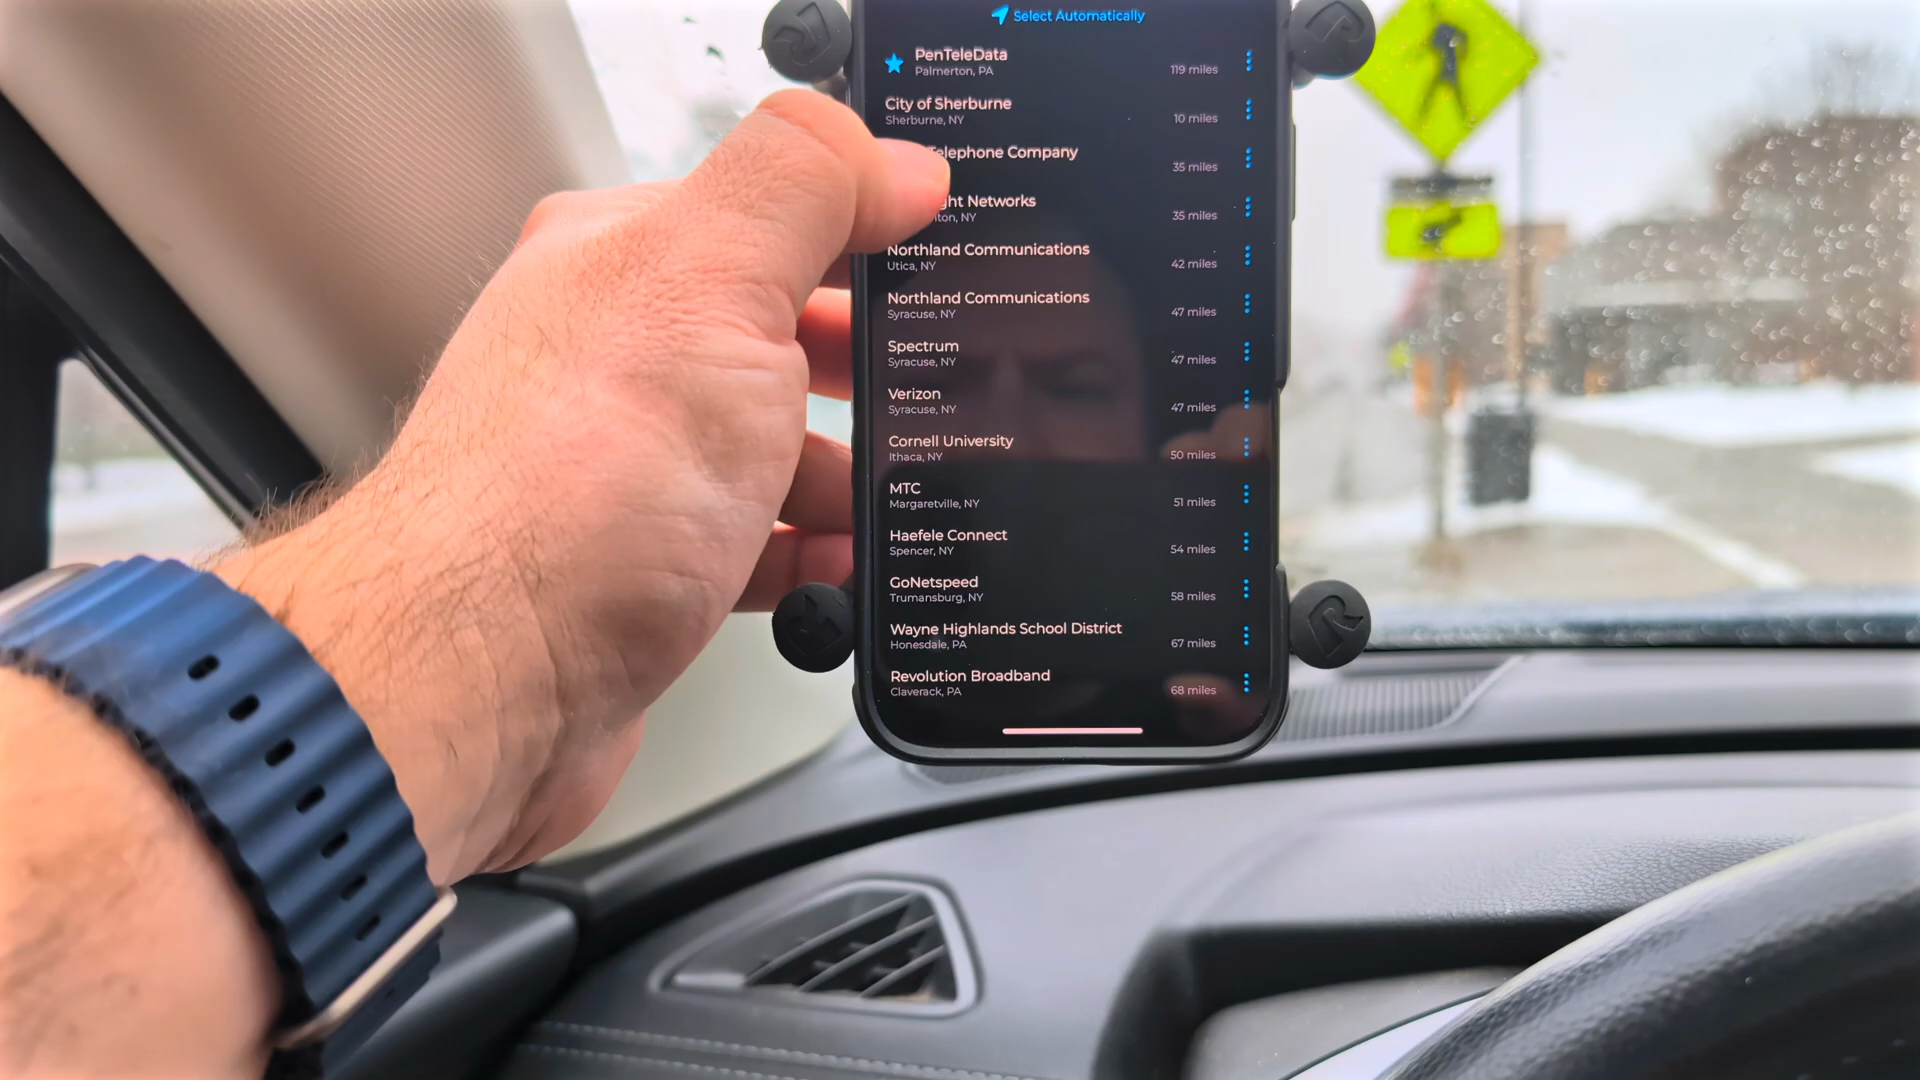 Select Automatically
PenTeleData
Palmerton, PA
119 miles
City of Sherburne
Sherburne, NY
10 miles
Telephone Company
35 miles
Networks
NY
35 miles
Northland Communications
Utica, NY
42 miles
Northland Communications
Syracuse, NY
47 miles
Spectrum
Syracuse, NY
47 miles
Verizon
Syracuse, NY
47 miles
Cornell University
Ithaca, NY
50 miles
MTC
Margaretville, NY
51 miles
Haefele Connect
Spencer, NY
54 miles
GoNetspeed
Trumansburg, NY
58 miles
Wayne Highlands School District
Honesdale, PA
67 miles
Revolution Broadband
Claverack, PA
68 miles